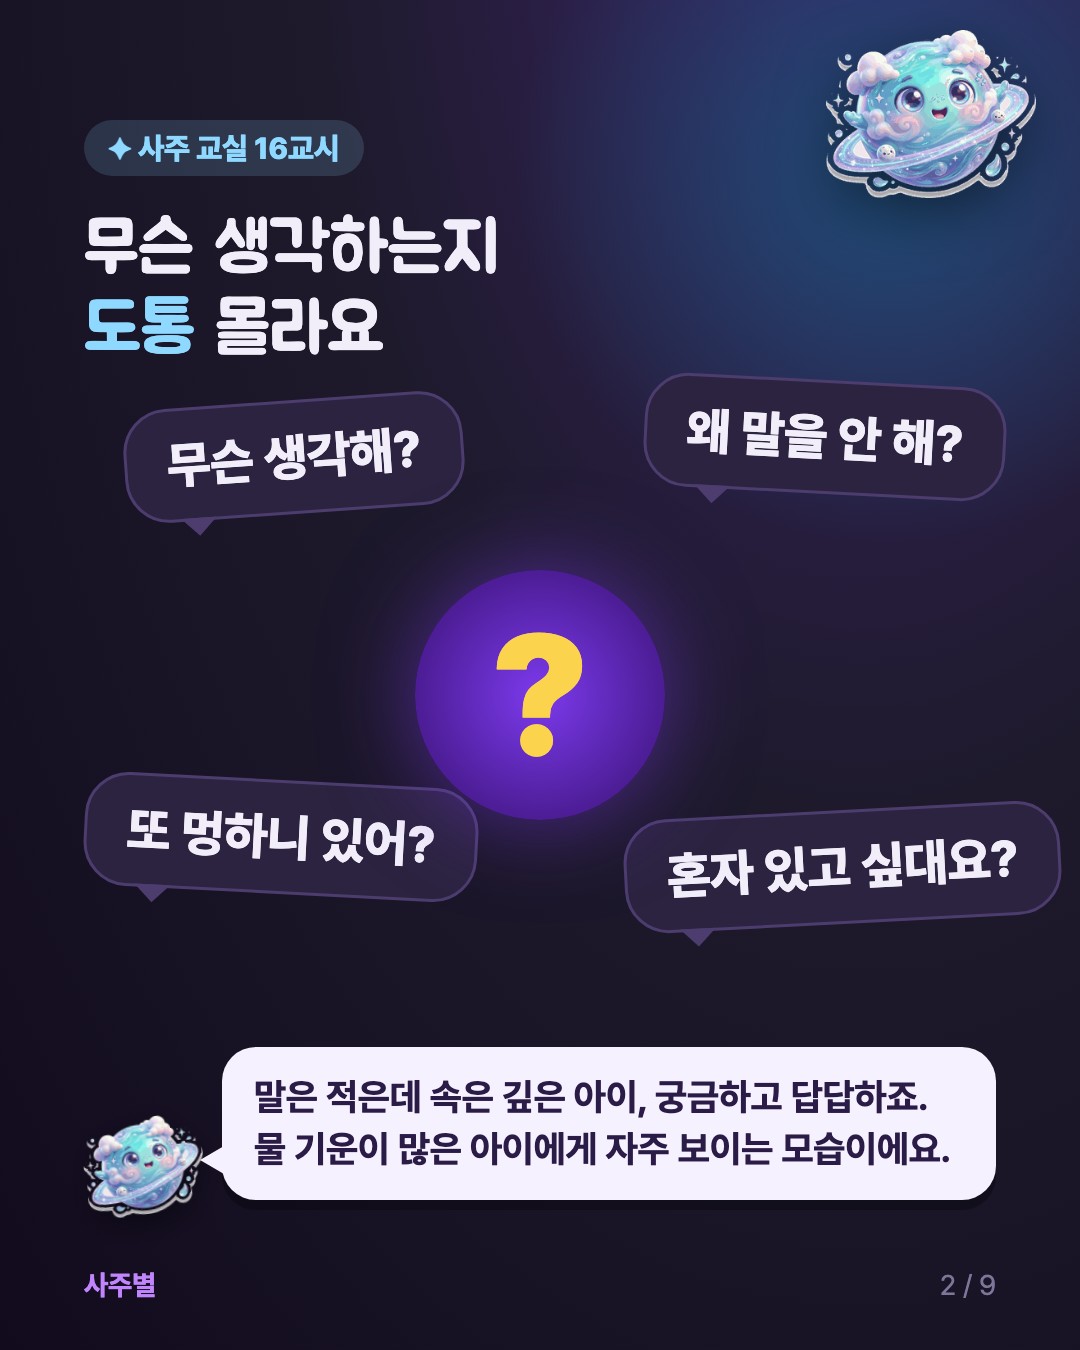 ✦ 사주 교실 16교시
무슨 생각하는지
도통 몰라요
무슨 생각해?
왜 말을 안 해?
?
또 멍하니 있어?
혼자 있고 싶대요?
말은 적은데 속은 깊은 아이, 궁금하고 답답하죠.
물 기운이 많은 아이에게 자주 보이는 모습이에요.
사주별
2 / 9